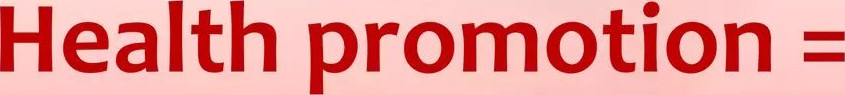 Health promotion =